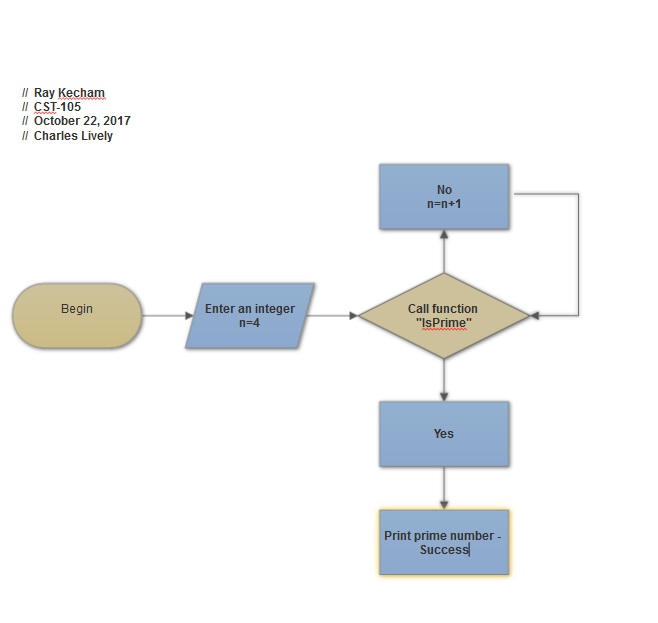 // Ray Kecham
// CST-105
// October 22, 2017
// Charles Lively
No
n=n+1
Begin
Enter an integer
n=4
Call function
"IsPrime"
Yes
Print prime number -
Success